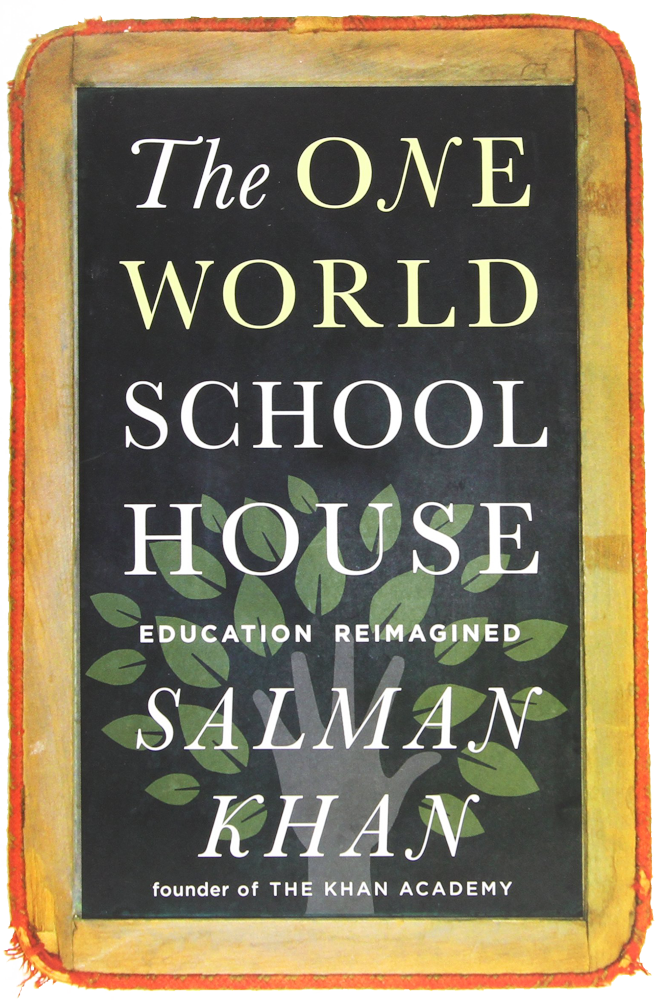 The ONE
WORLD
SCHOOL
HOUSE
EDUCATION REIMAGINED
SALMAN
KHAN
founder of THE KHAN ACADEMY